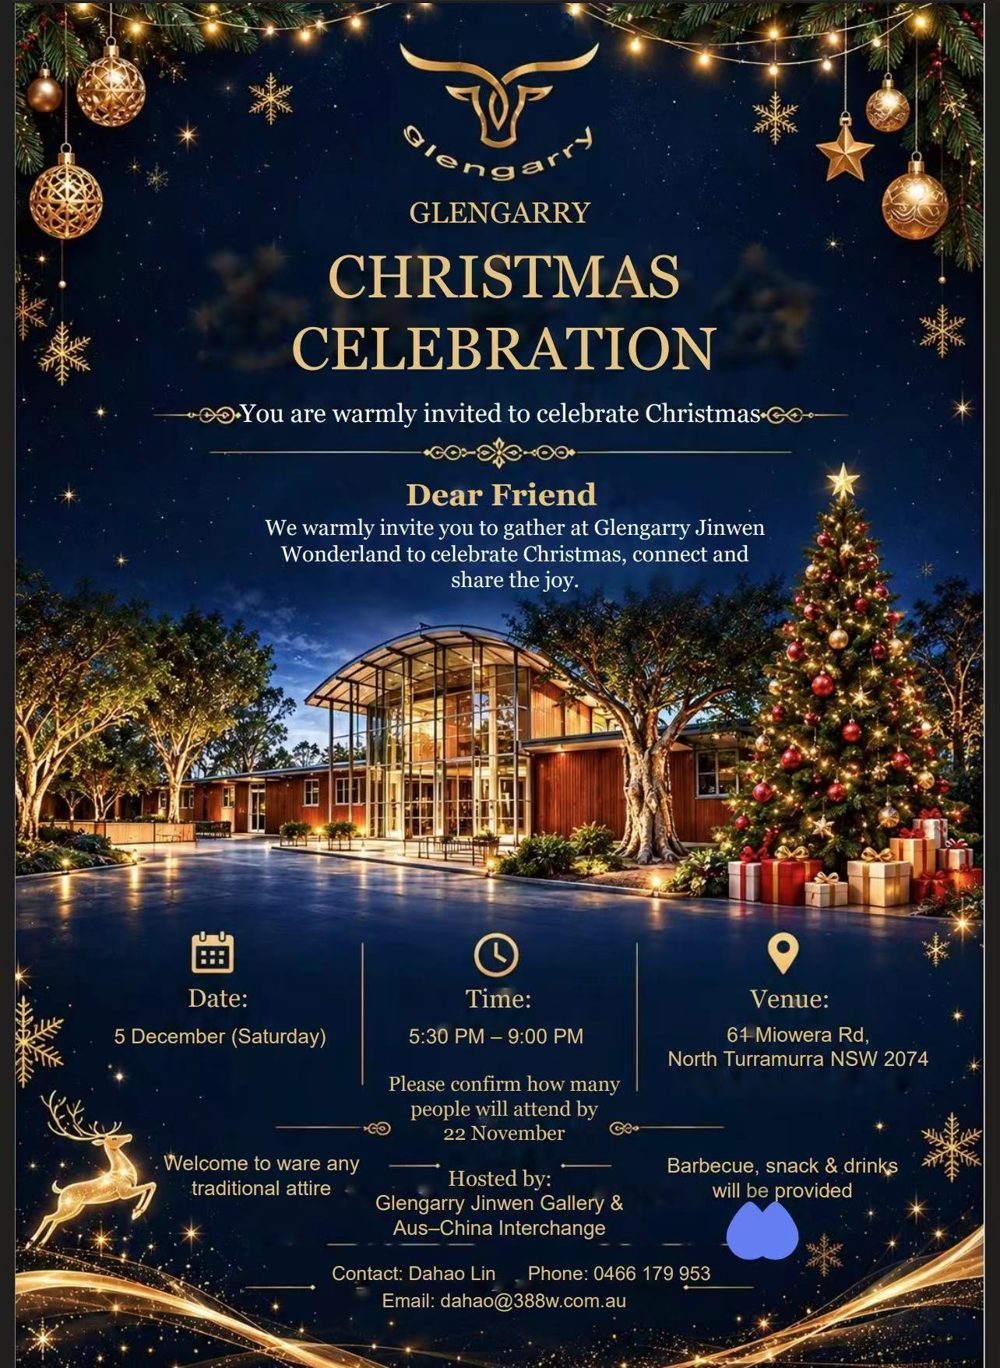 Glengarry
GLENGARRY
CHRISTMAS
CELEBRATION
You are warmly invited to celebrate Christmas
Dear Friend
We warmly invite you to gather at Glengarry Jinwen
Wonderland to celebrate Christmas, connect and
share the joy.
Date:
5 December (Saturday)
Time:
5:30 PM – 9:00 PM
Venue:
61 Miowera Rd,
North Turramurra NSW 2074
Please confirm how many
people will attend by
22 November
Welcome to ware any
traditional attire
Hosted by:
Glengarry Jinwen Gallery &
Aus–China Interchange
Barbecue, snack & drinks
will be provided
Contact: Dahao Lin Phone: 0466 179 953
Email: dahao@388w.com.au